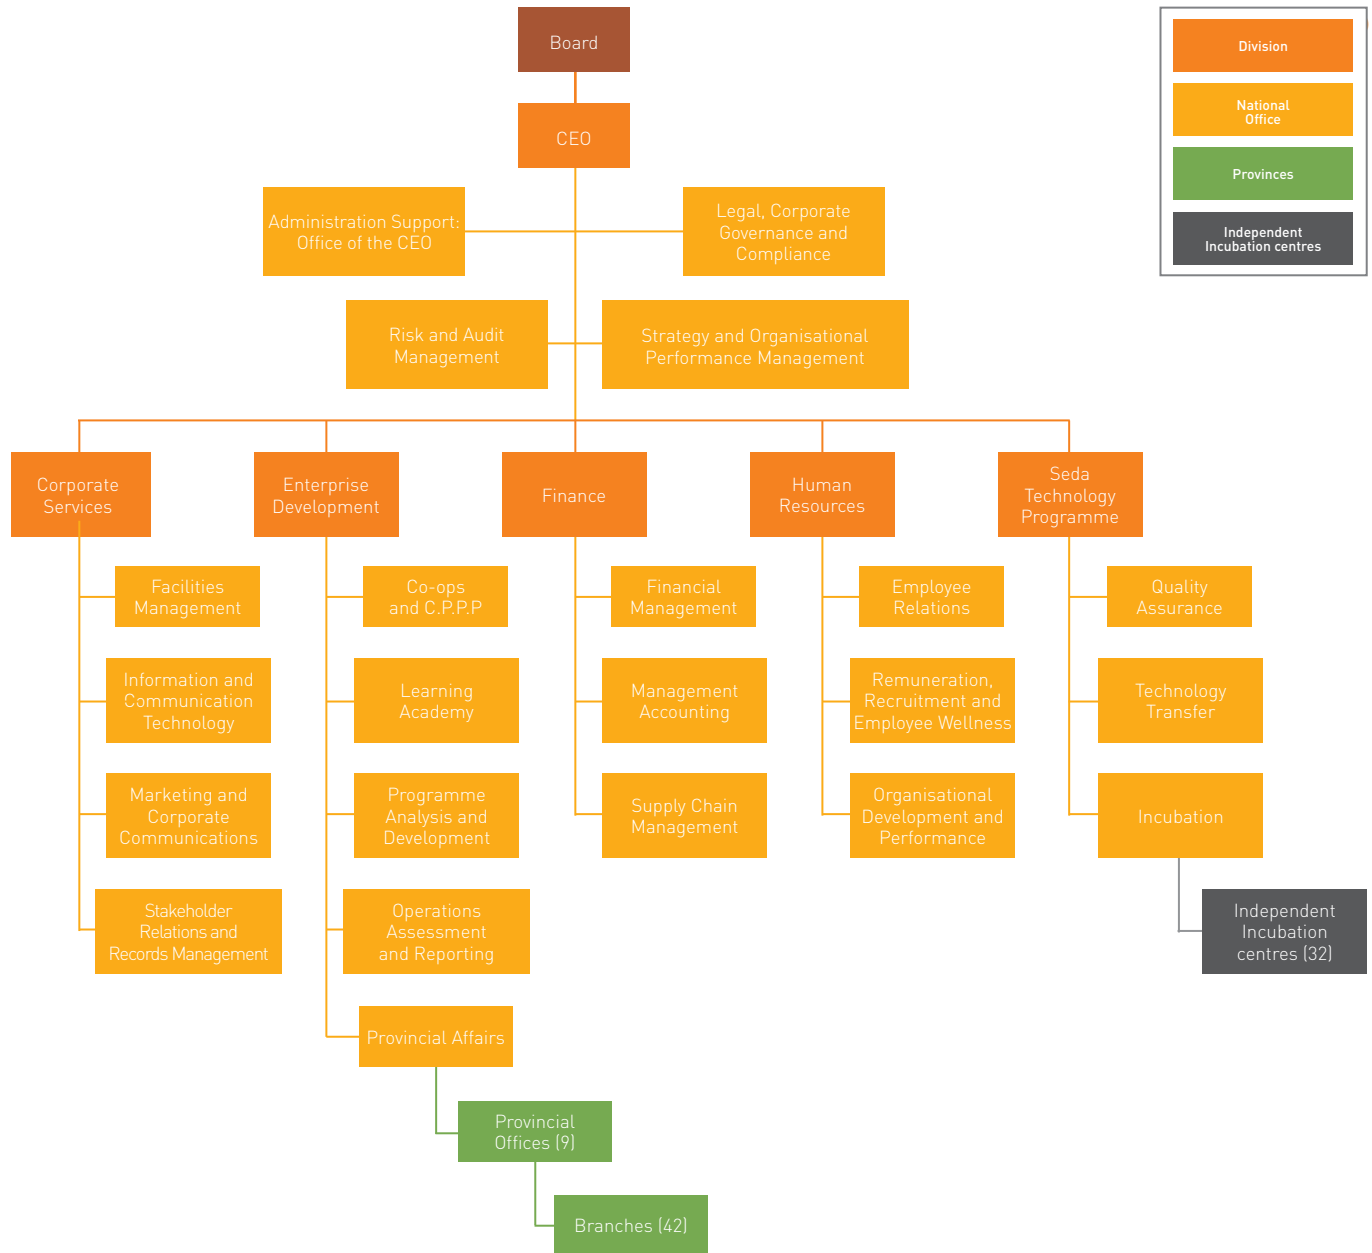 Board
CEO
Division
National
Office
Provinces
Independent
Incubation centres
Administration Support:
Office of the CEO
Legal, Corporate
Governance and
Compliance
Risk and Audit
Management
Strategy and Organisational
Performance Management
Corporate
Services
Enterprise
Development
Finance
Human
Resources
Seda
Technology
Programme
Facilities
Management
Co-ops
and C.P.P.P
Financial
Management
Employee
Relations
Quality
Assurance
Information and
Communication
Technology
Learning
Academy
Management
Accounting
Remuneration,
Recruitment and
Employee Wellness
Technology
Transfer
Marketing and
Corporate
Communications
Programme
Analysis and
Development
Supply Chain
Management
Organisational
Development and
Performance
Incubation
Stakeholder
Relations and
Records Management
Operations
Assessment
and Reporting
Independent
Incubation
centres (32)
Provincial Affairs
Provincial
Offices (9)
Branches (42)